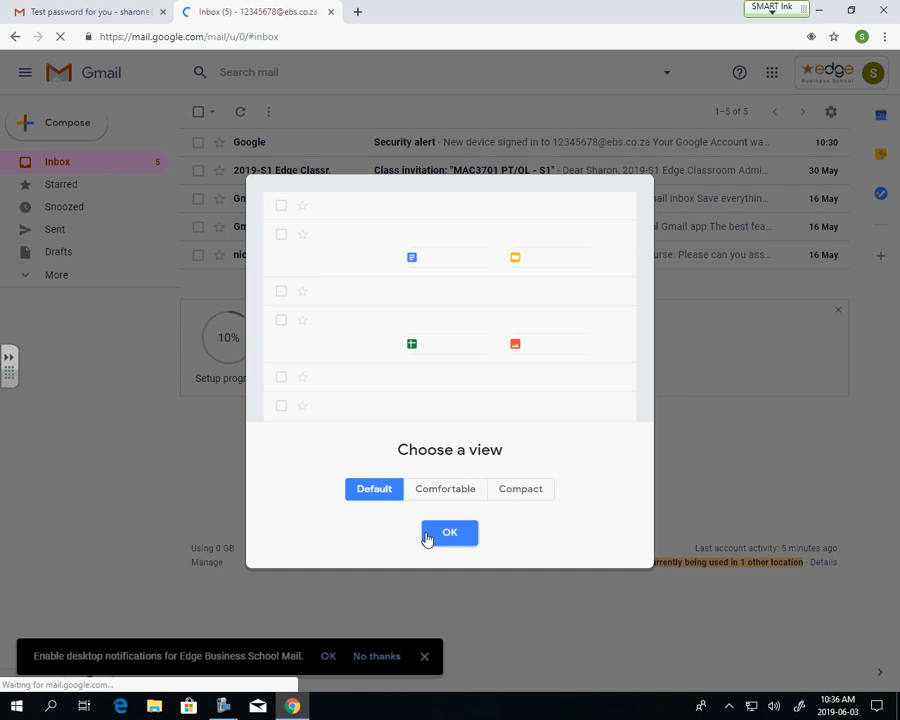 Test password for you - sharone
Inbox (5) - 12345678@ebs.co.za
SMART Ink
https://mail.google.com/mail/u/0/#inbox
S
Gmail
Search mail
edge
Business School
S
Compose
1–5 of 5
Inbox 5
Google Security alert - New device signed in to 12345678@ebs.co.za Your Google Account wa... 10:30
Starred
2019-S1 Edge Classr. Class invitation: "MAC3701 PT/OL - S1" - Dear Sharon, 2019-S1 Edge Classroom Admi... 30 May
Snoozed
Gm mail inbox Save everythin... 16 May
Sent
Gm al Gmail app The best fea... 16 May
Drafts
nic urse. Please can you ass... 16 May
More
10%
Setup progr
Choose a view
Default Comfortable Compact
OK
Using 0 GB
Manage
Last account activity: 5 minutes ago
urrently being used in 1 other location · Details
Enable desktop notifications for Edge Business School Mail. OK No thanks
Waiting for mail.google.com...
10:36 AM
2019-06-03